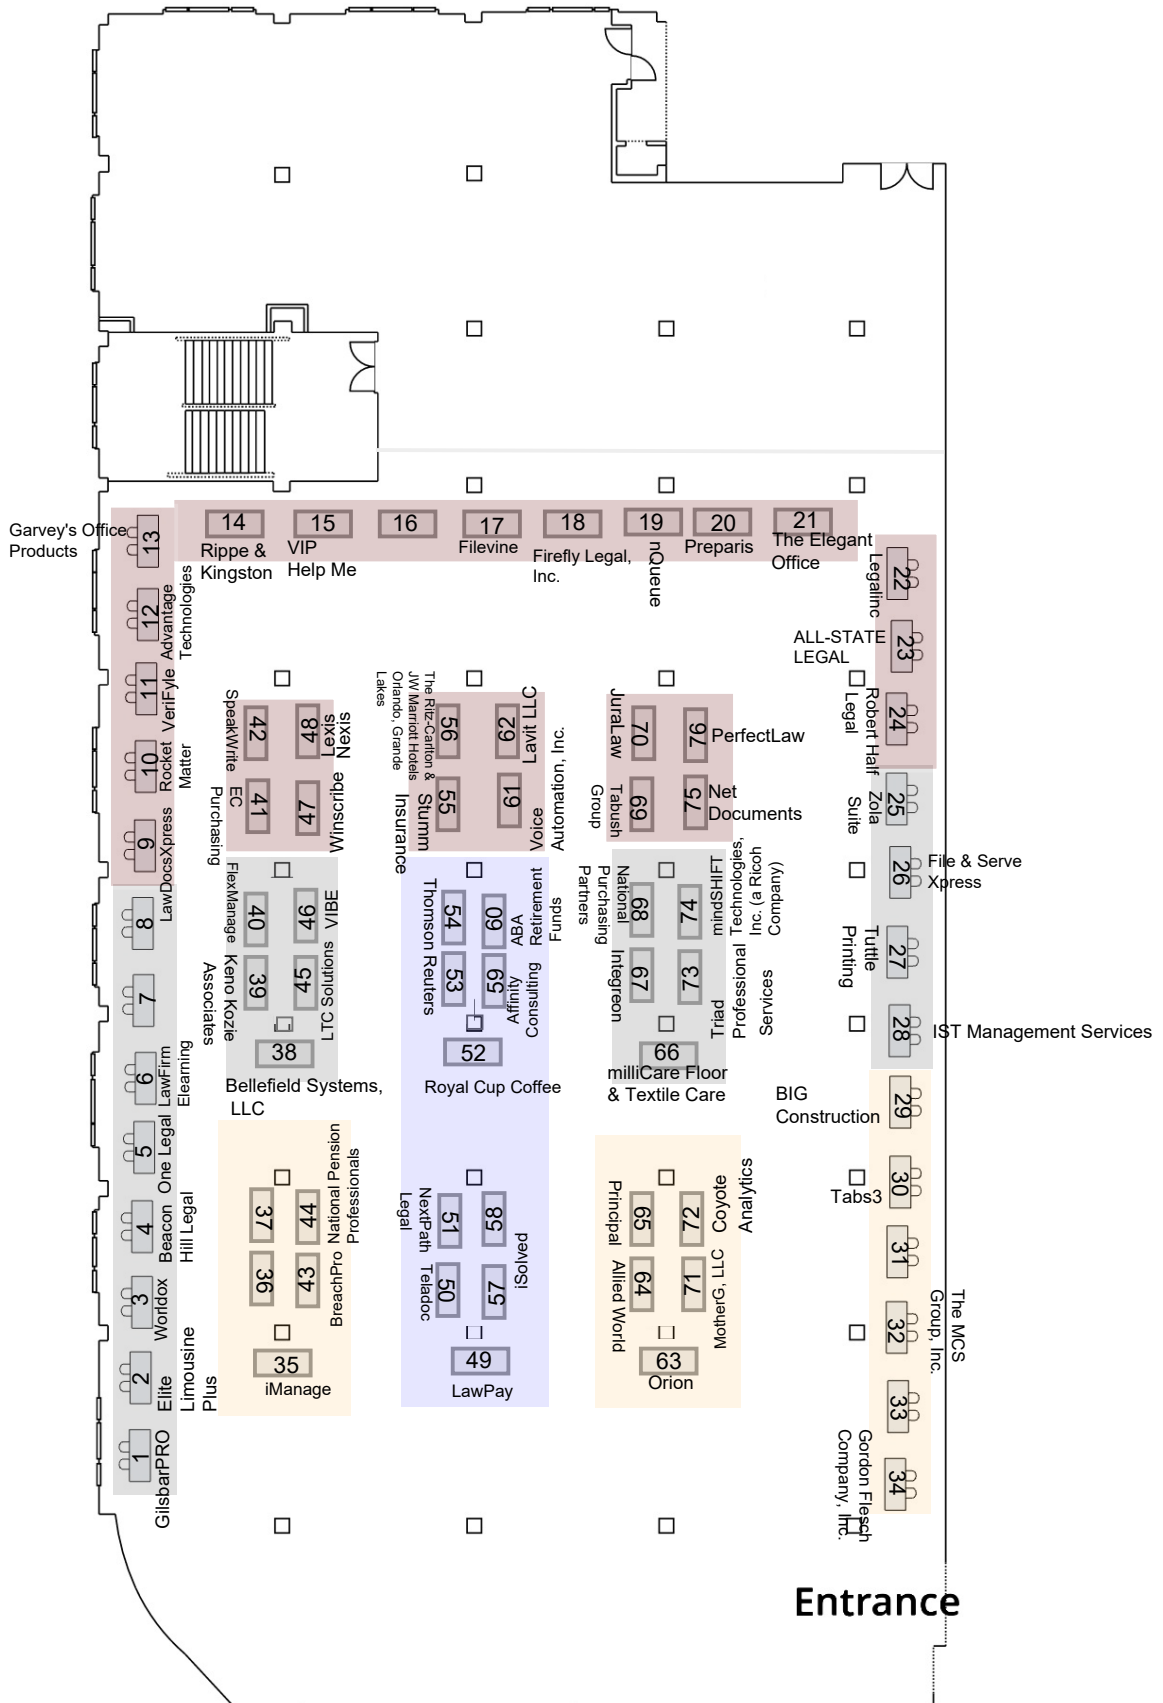 14
15
16
17
18
19
20
21
Rippe &
Kingston
VIP
Help Me
Filevine
Firefly Legal,
Inc.
nQueue
Preparis
The Elegant
Office
13
Garvey's Office
Products
12
Advantage
Technologies
11
VeriFyle
10
Rocket
Matter
9
LawDocsXpress
8
7
6
LawFirm
Elearning
5
One Legal
4
Beacon
Hill Legal
3
Worldox
2
Elite
Limousine
Plus
1
GilsbarPRO
22
Legalinc
23
ALL-STATE
LEGAL
24
Robert Half
Legal
25
Zola
Suite
26
File & Serve
Xpress
27
Tuttle
Printing
28
IST Management Services
29
BIG
Construction
30
Tabs3
31
32
The MCS
Group, Inc.
33
34
Gordon Flesch
Company, Inc.
42
SpeakWrite
48
Lexis
Nexis
41
EC
Purchasing
47
Winscribe
40
FlexManage
46
VIBE
39
Keno Kozie
Associates
45
LTC Solutions
38
Bellefield Systems,
LLC
37
44
National Pension
Professionals
36
43
BreachPro
35
iManage
56
The Ritz-Carlton &
JW Marriott Hotels
Orlando, Grande
Lakes
62
Lavit LLC
55
Stumm
Insurance
61
Voice
Automation, Inc.
54
Thomson Reuters
60
ABA
Retirement
Funds
53
59
Affinity
Consulting
52
Royal Cup Coffee
51
NextPath
Legal
58
50
Teladoc
57
iSolved
49
LawPay
70
JuraLaw
76
PerfectLaw
69
Tabush
Group
75
Net
Documents
68
National
Purchasing
Partners
74
mindSHIFT
Technologies,
Inc. (a Ricoh
Company)
67
Integreon
73
Triad
Professional
Services
66
milliCare Floor
& Textile Care
65
Principal
72
Coyote
Analytics
64
Allied World
71
MotherG, LLC
63
Orion
Entrance